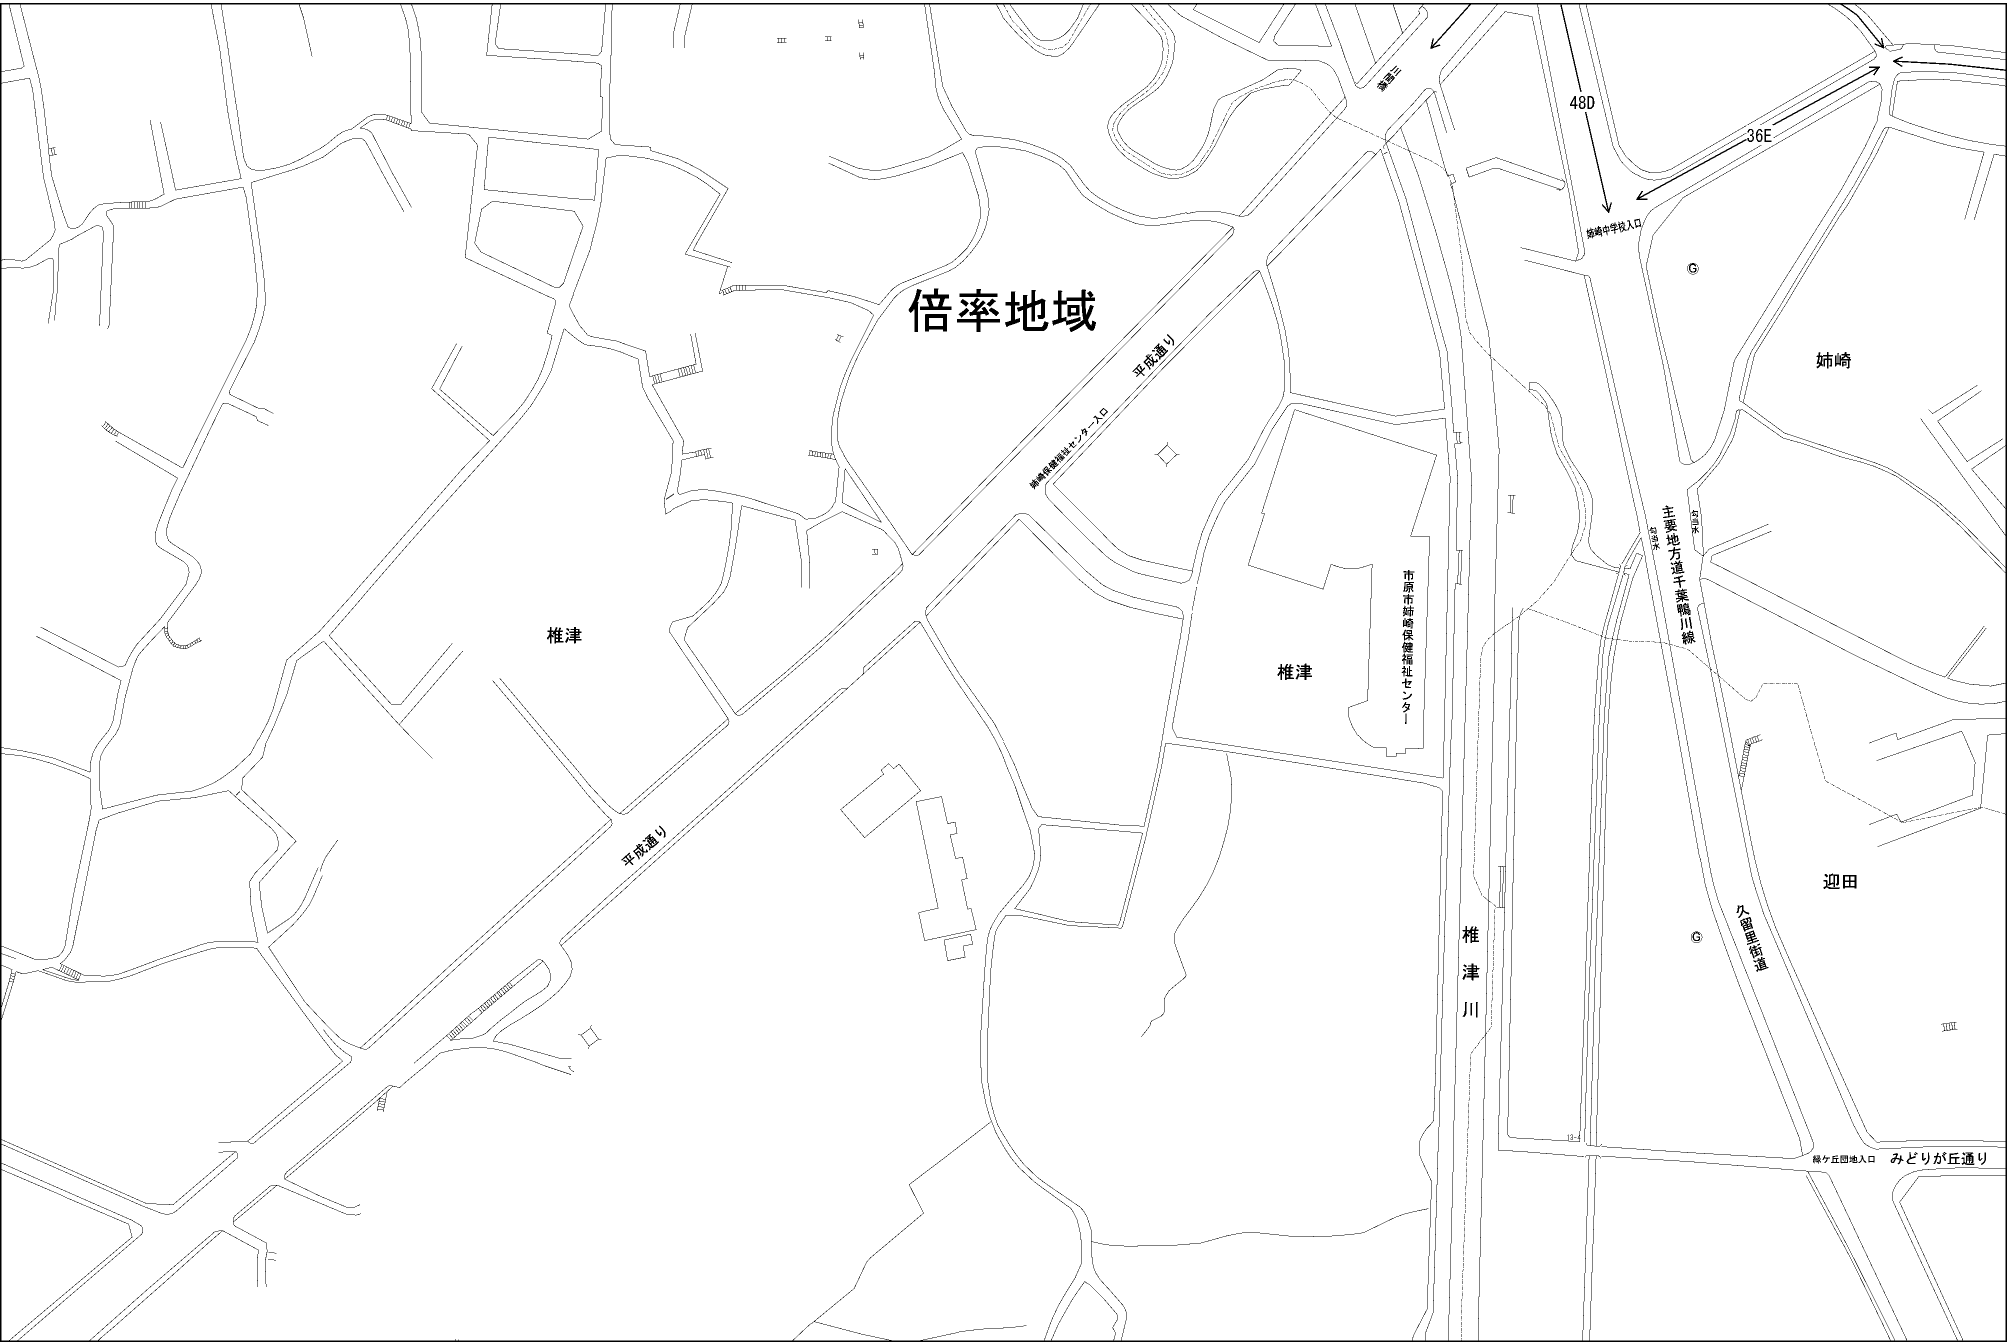 48D
36E
姉崎中学校入口
G
倍率地域
平成通り
姉崎
姉崎保健福祉センター入口
主要地方道千葉鴨川線
市原市姉崎保健福祉センター
椎津
椎津
平成通り
迎田
久留里街道
G
椎津川
13-4
緑ケ丘団地入口
みどりが丘通り